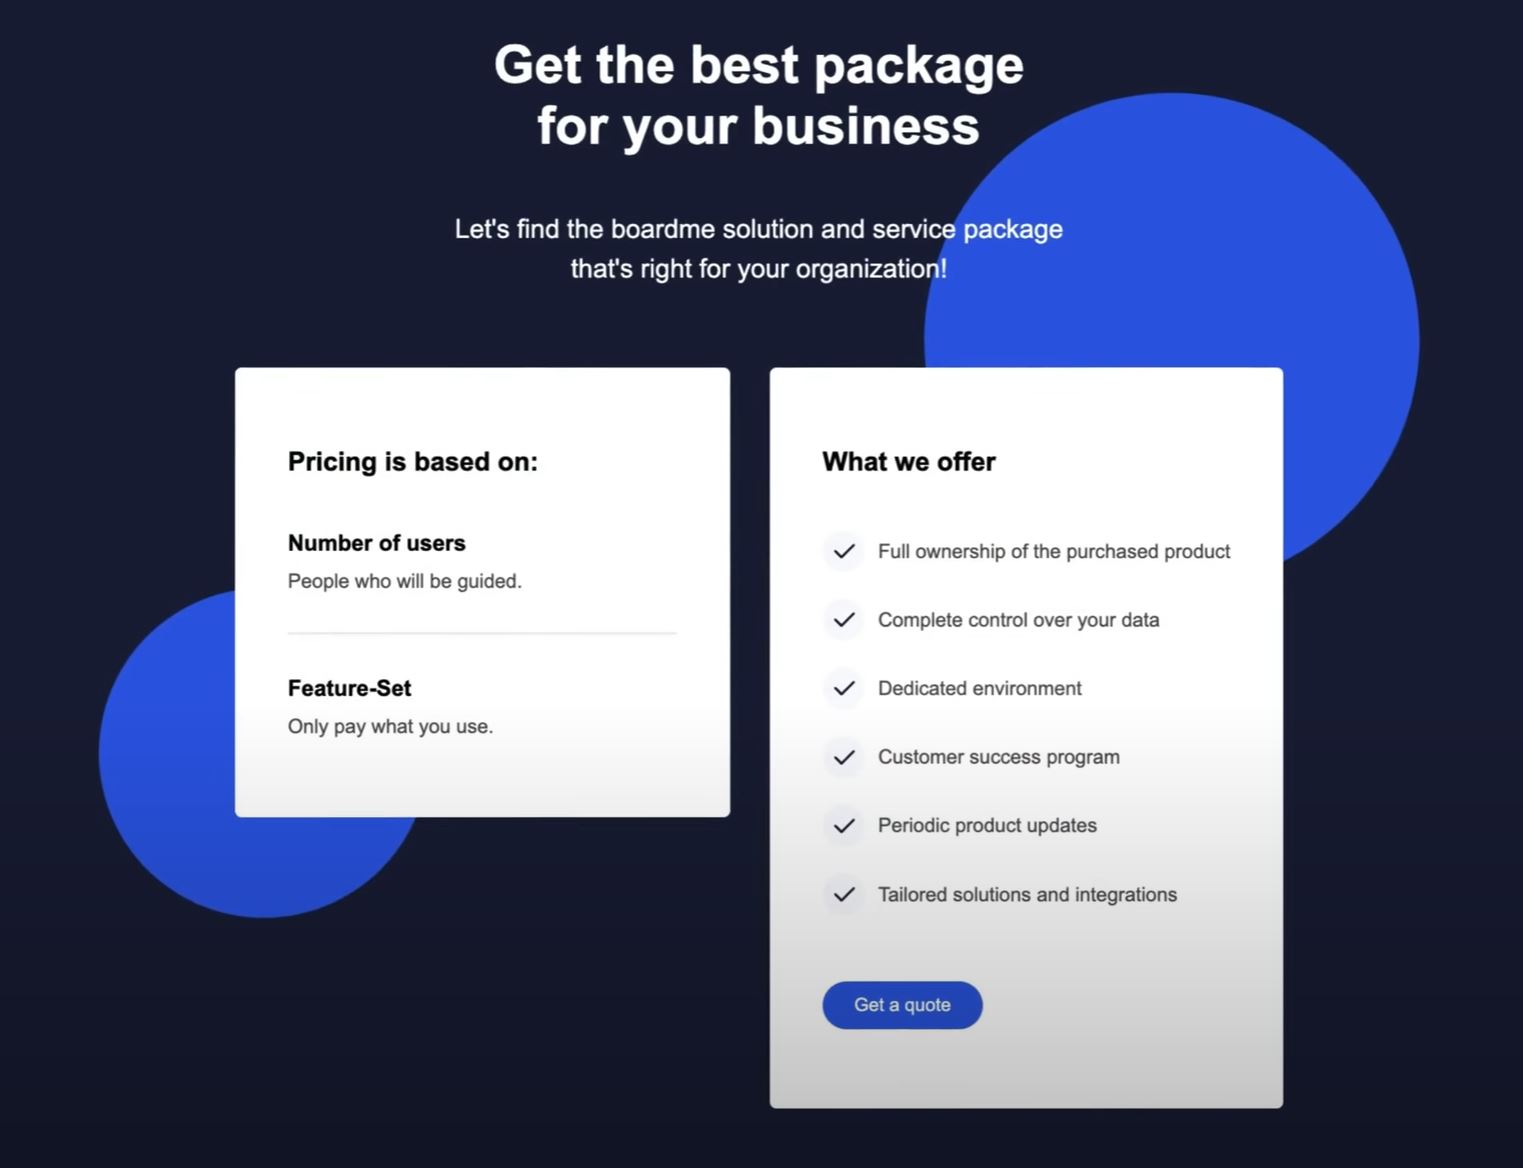 Get the best package
for your business
Let's find the boardme solution and service package
that's right for your organization!
Pricing is based on:
Number of users
People who will be guided.
Feature-Set
Only pay what you use.
What we offer
Full ownership of the purchased product
Complete control over your data
Dedicated environment
Customer success program
Periodic product updates
Tailored solutions and integrations
Get a quote